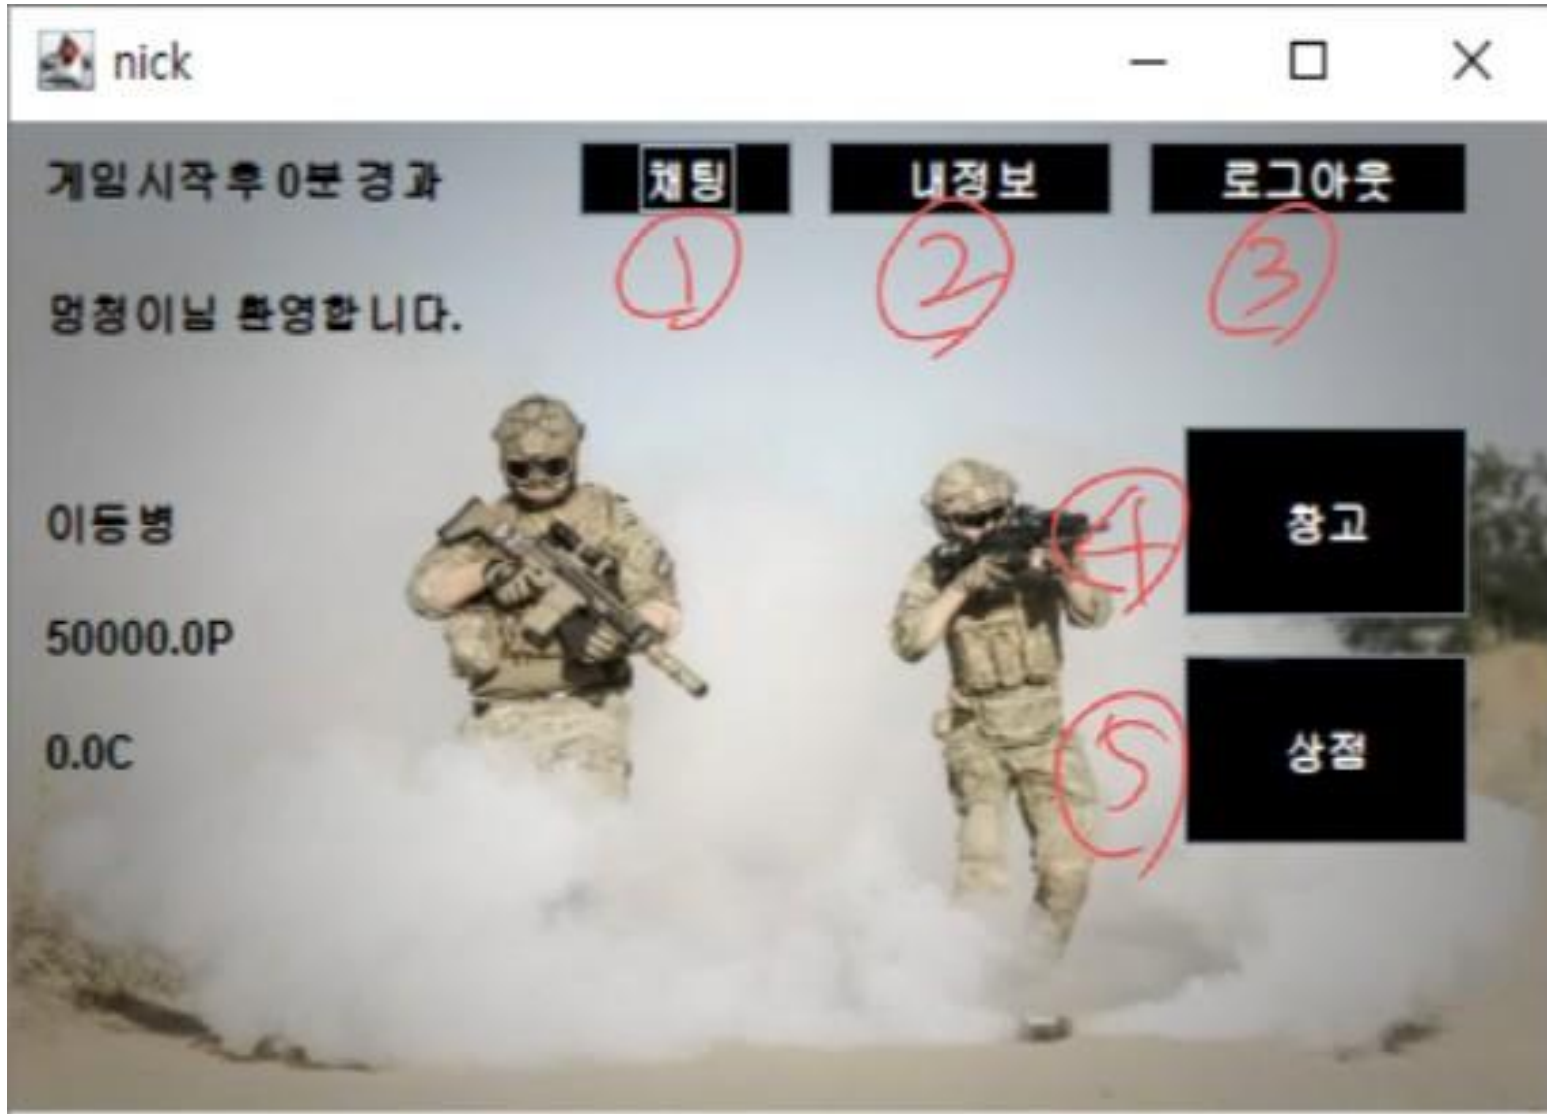 nick
게임시작후 0분 경과
채팅
내정보
로그아웃
①
②
③
멍청이님 환영합니다.
이등병
④
창고
50000.0P
0.0C
⑤
상점